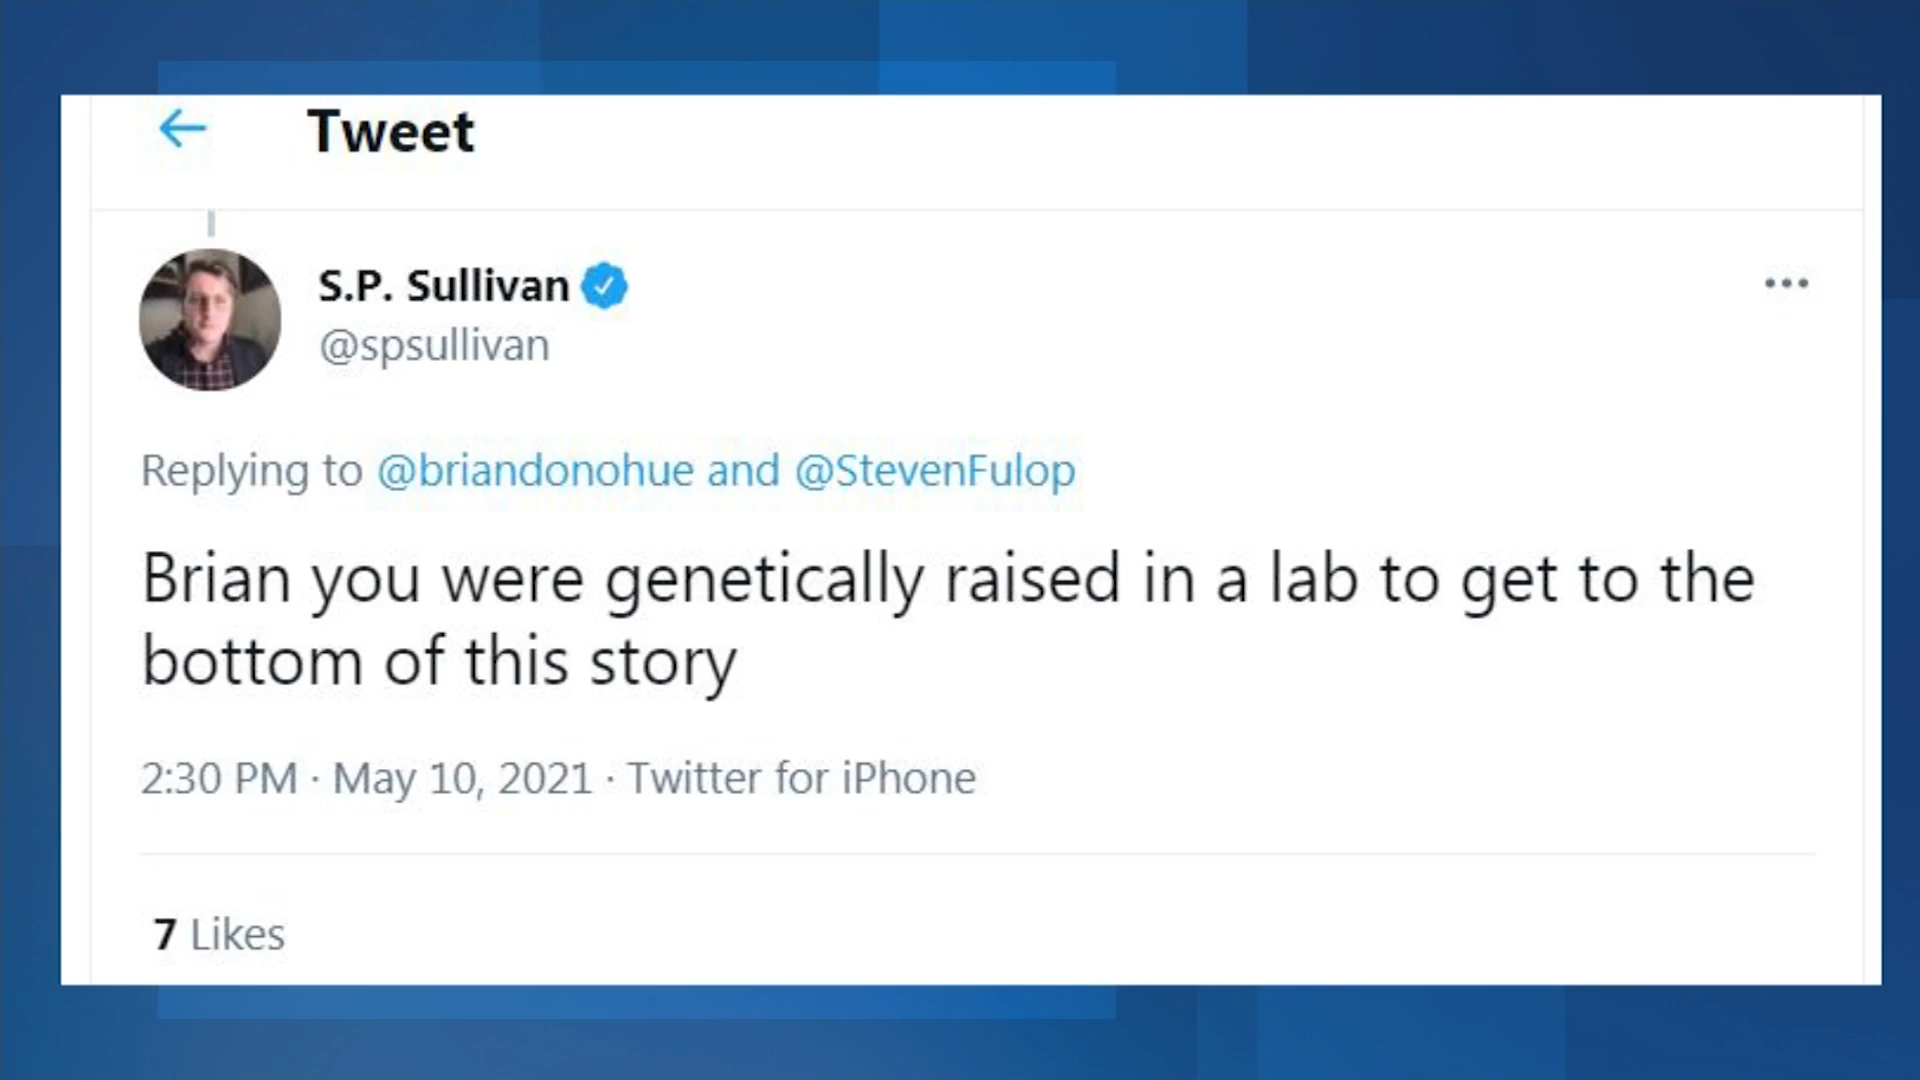 Tweet
S.P. Sullivan
@spsullivan
Replying to @briandonohue and @StevenFulop
Brian you were genetically raised in a lab to get to the
bottom of this story
2:30 PM · May 10, 2021 · Twitter for iPhone
7 Likes